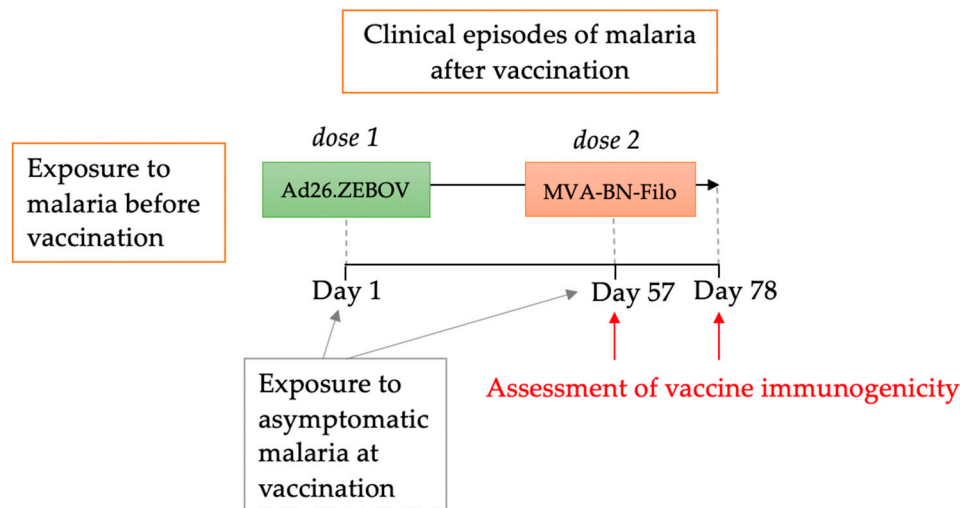 Clinical episodes of malaria
after vaccination
dose 1
dose 2
Exposure to
malaria before
vaccination
Ad26.ZEBOV
MVA-BN-Filo
Day 1
Day 57
Day 78
Exposure to
asymptomatic
malaria at
vaccination
Assessment of vaccine immunogenicity